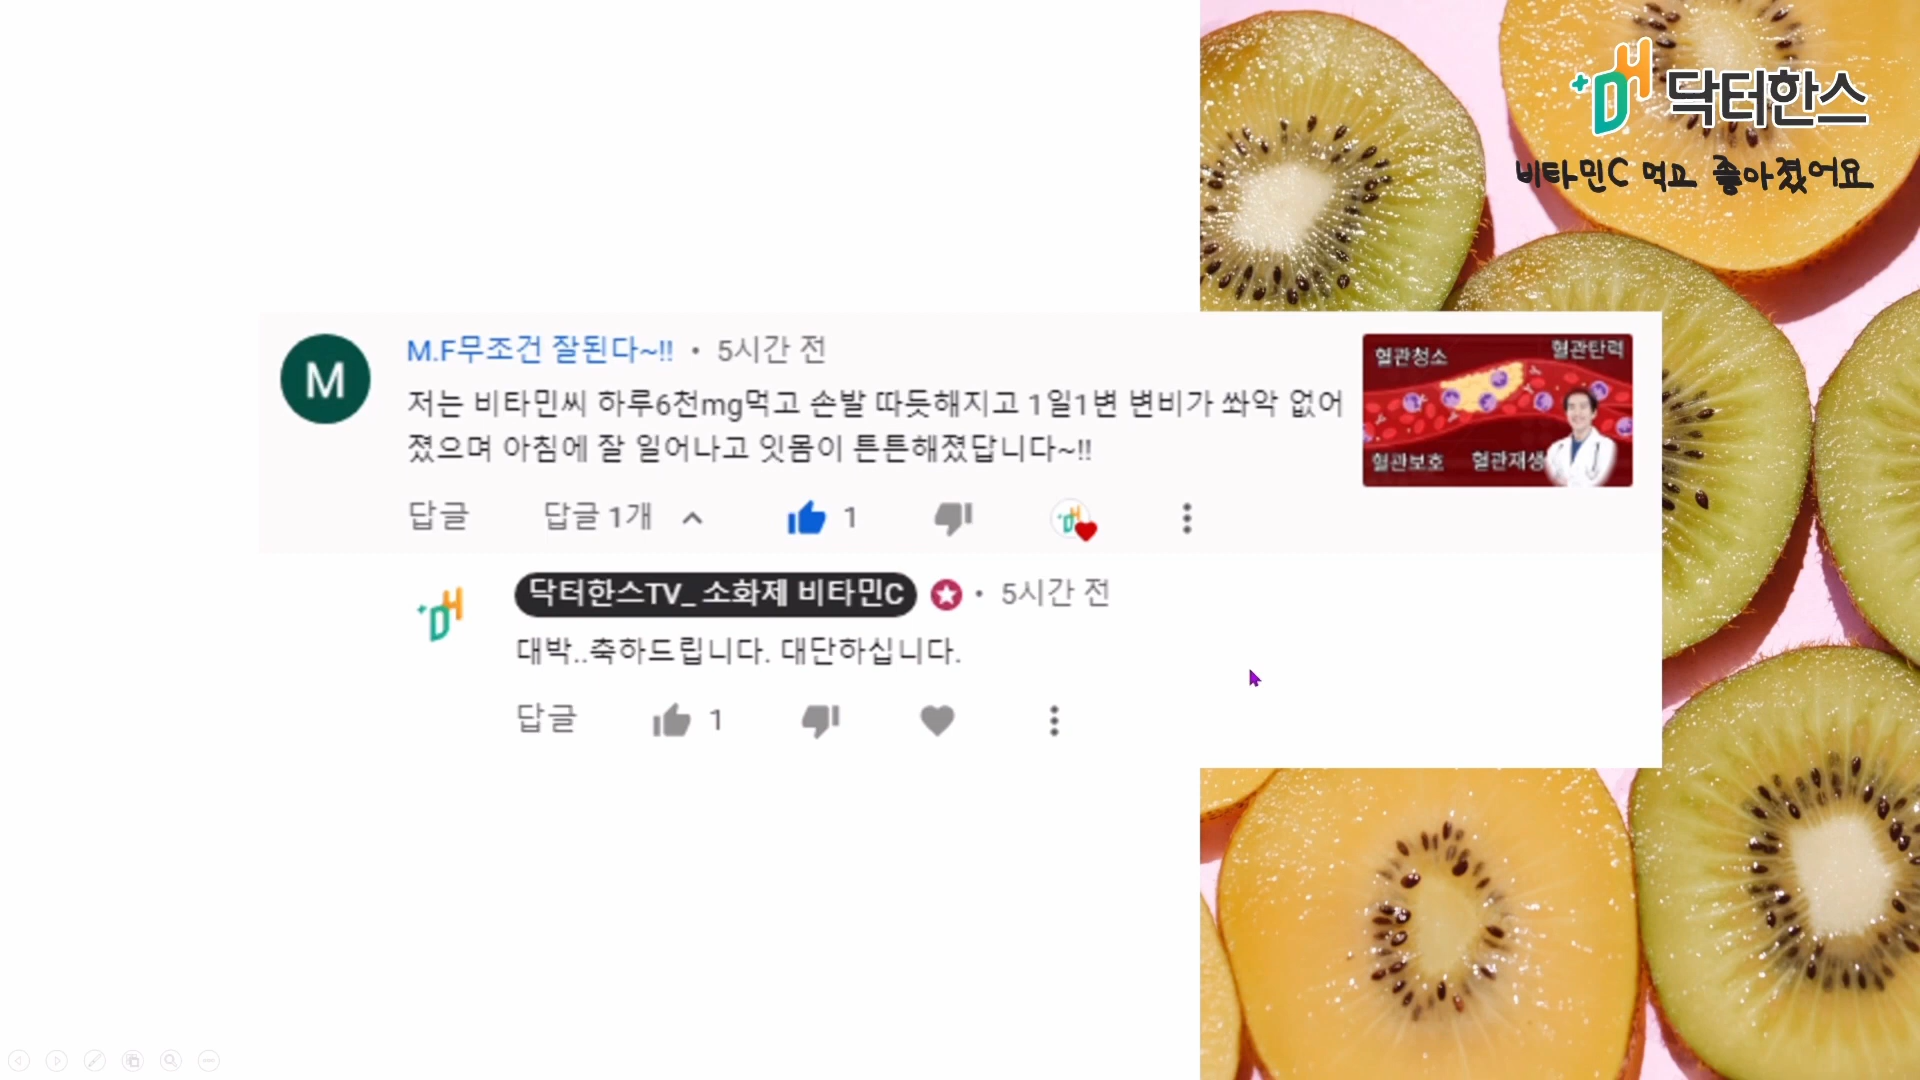 닥터한스
비타민C 먹고 좋아졌어요
M.F무조건 잘된다~!! • 5시간 전
저는 비타민씨 하루6천mg먹고 손발 따듯해지고 1일1변 변비가 쏴악 없어
졌으며 아침에 잘 일어나고 잇몸이 튼튼해졌답니다~!!
혈관청소 혈관탄력
혈관보호 혈관재생
답글 답글 1개 1
닥터한스TV_ 소화제 비타민C • 5시간 전
대박..축하드립니다. 대단하십니다.
답글 1
M